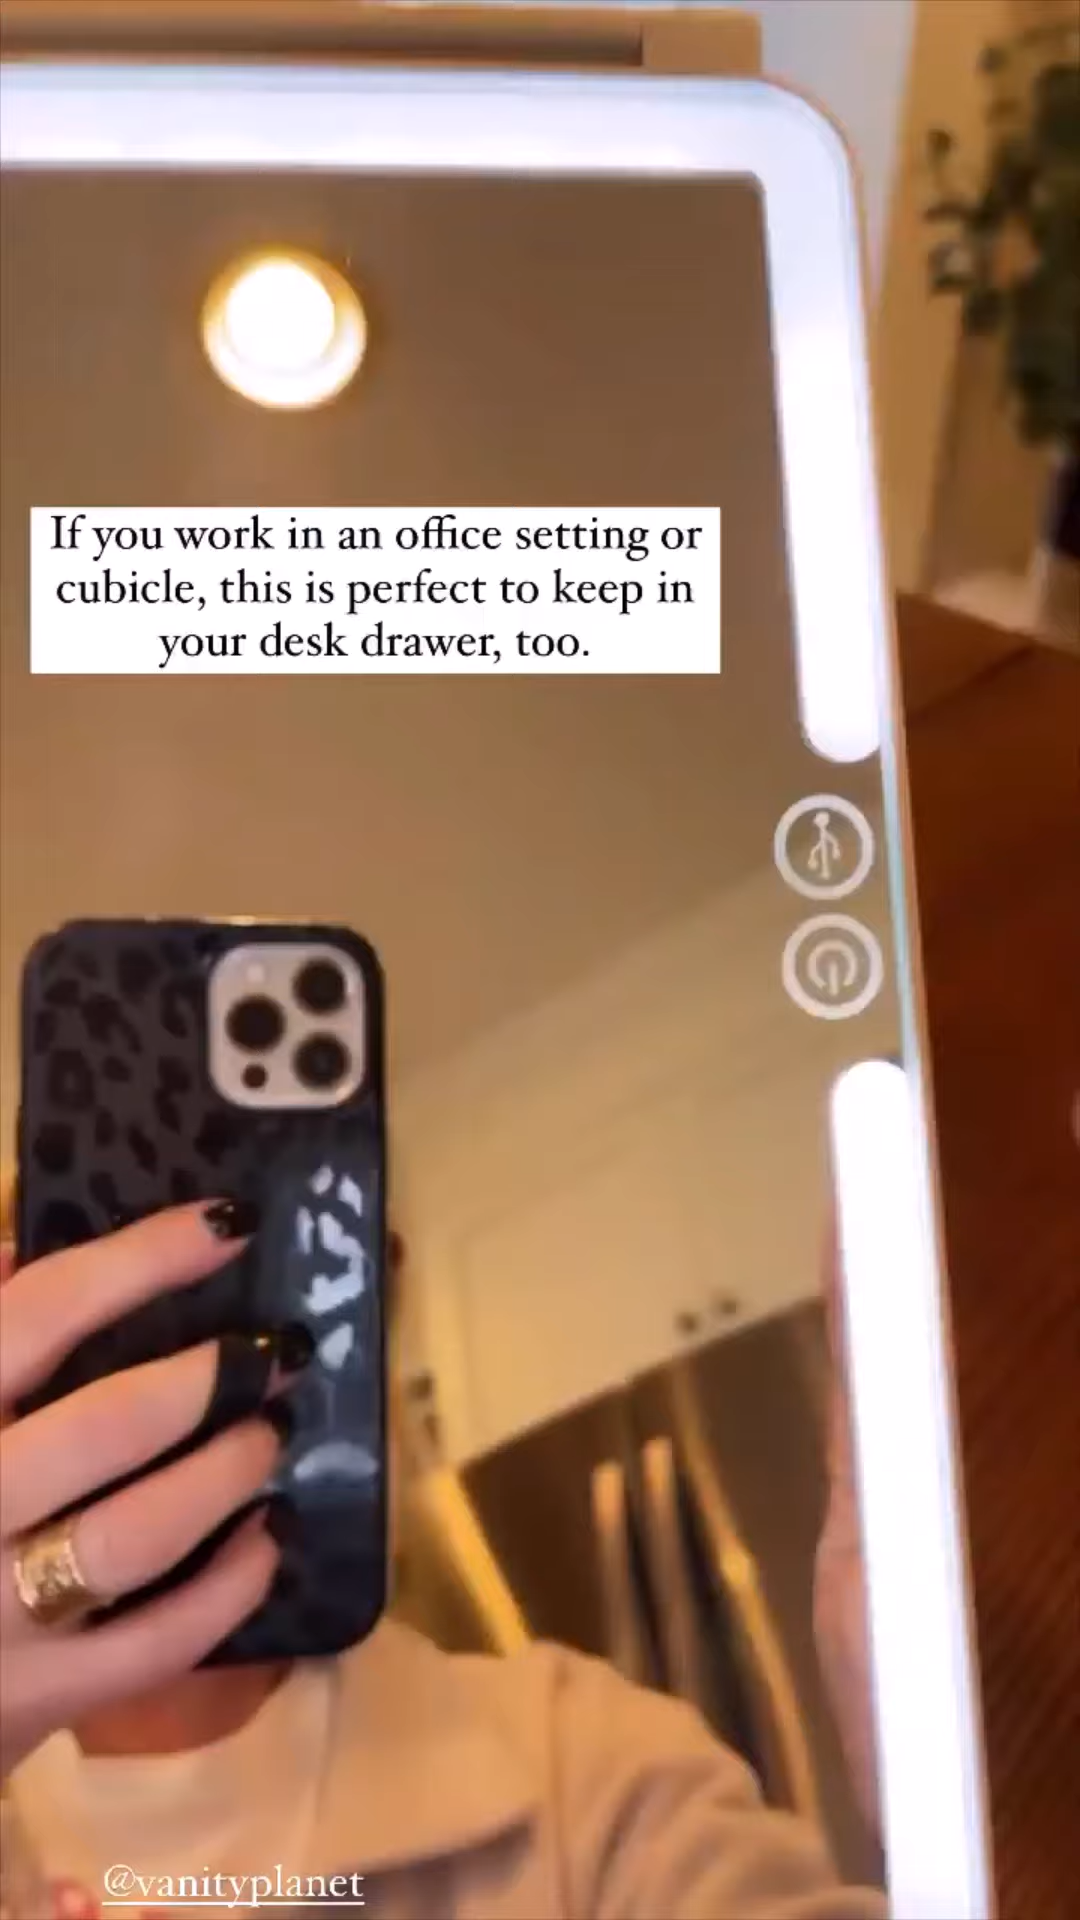 If you work in an office setting or
cubicle, this is perfect to keep in
your desk drawer, too.
@vanityplanet